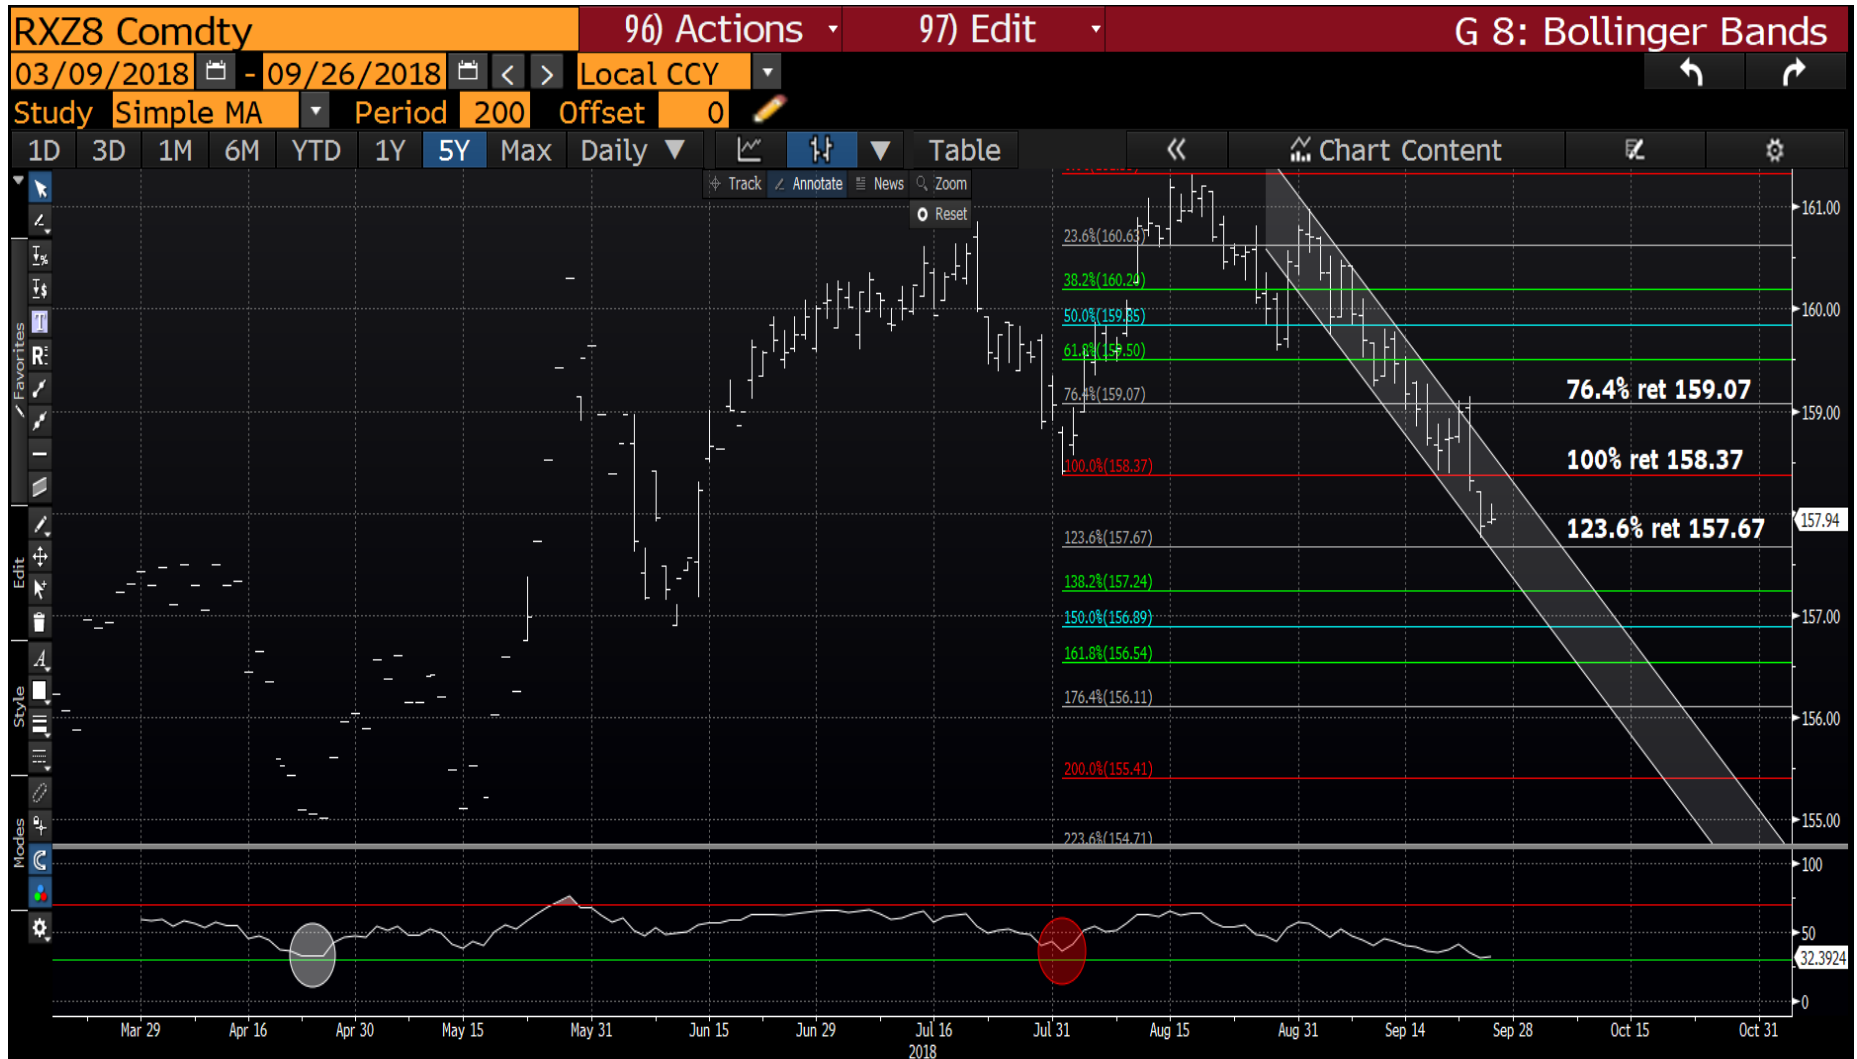 RXZ8 Comdty 96) Actions 97) Edit G 8: Bollinger Bands
03/09/2018 - 09/26/2018 < > Local CCY
Study Simple MA Period 200 Offset 0
1D 3D 1M 6M YTD 1Y 5Y Max Daily Table « Chart Content
Track Annotate News Zoom
Reset
Favorites
Edit
Style
Modes
T
R
A
23.6%(160.63)
38.2%(160.20)
50.0%(159.85)
61.8%(159.50)
76.4%(159.07)
100.0%(158.37)
123.6%(157.67)
138.2%(157.24)
150.0%(156.89)
161.8%(156.54)
176.4%(156.11)
200.0%(155.41)
223.6%(154.71)
76.4% ret 159.07
100% ret 158.37
123.6% ret 157.67
161.00
160.00
159.00
157.94
157.00
156.00
155.00
100
50
32.3924
0
Mar 29 Apr 16 Apr 30 May 15 May 31 Jun 15 Jun 29 Jul 16 Jul 31 Aug 15 Aug 31 Sep 14 Sep 28 Oct 15 Oct 31
2018